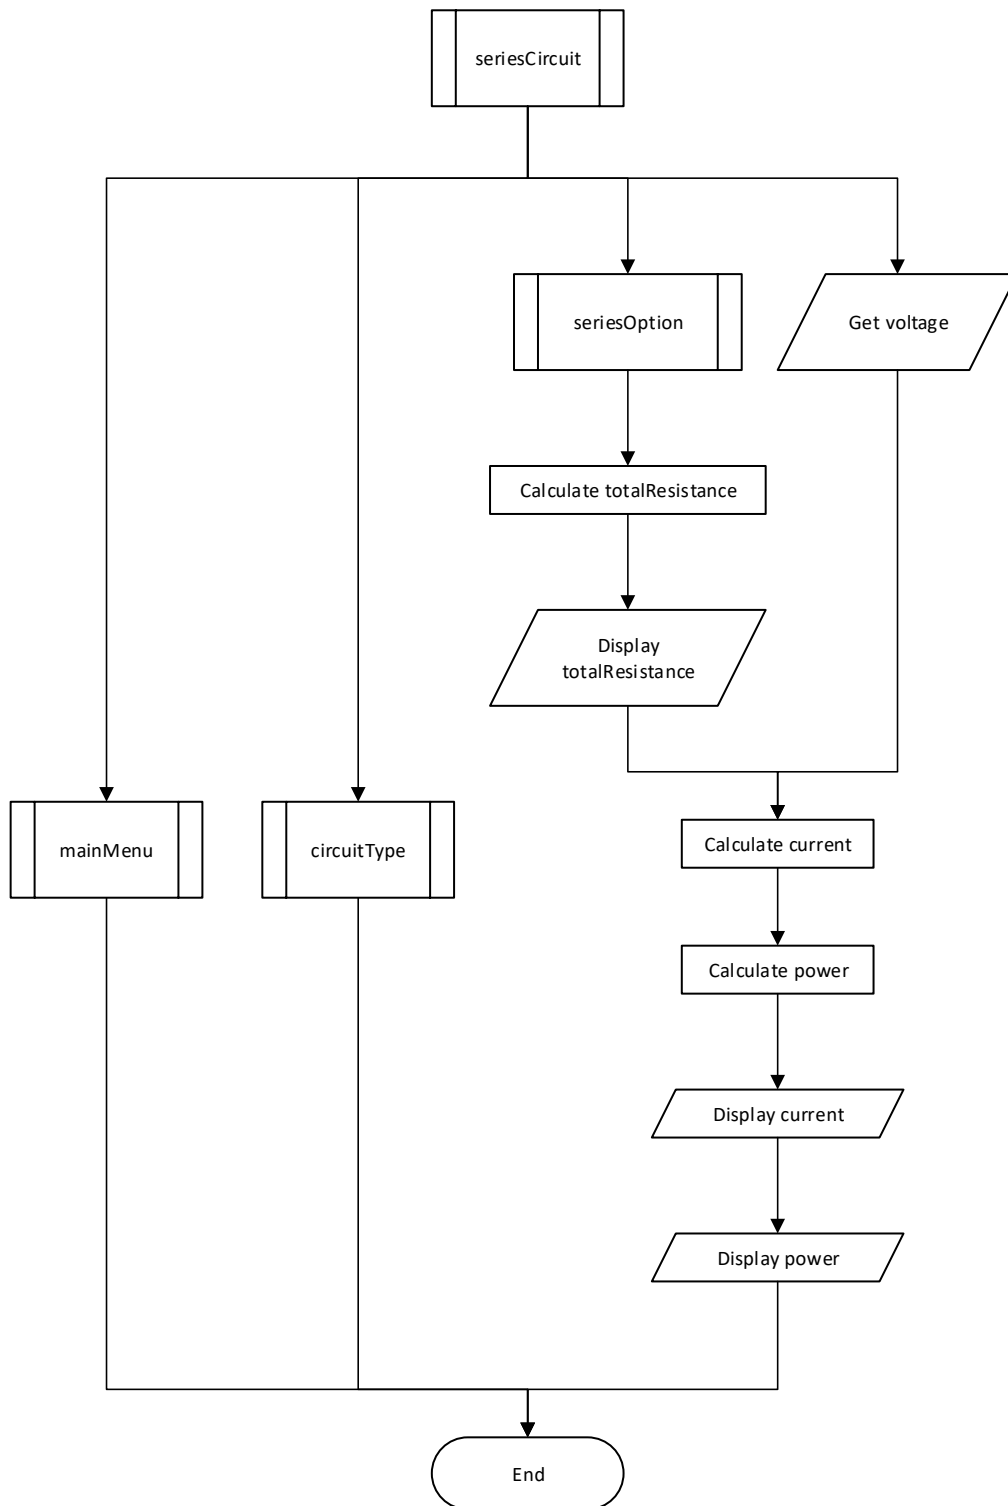 seriesCircuit
seriesOption
Get voltage
Calculate totalResistance
Display
totalResistance
mainMenu
circuitType
Calculate current
Calculate power
Display current
Display power
End